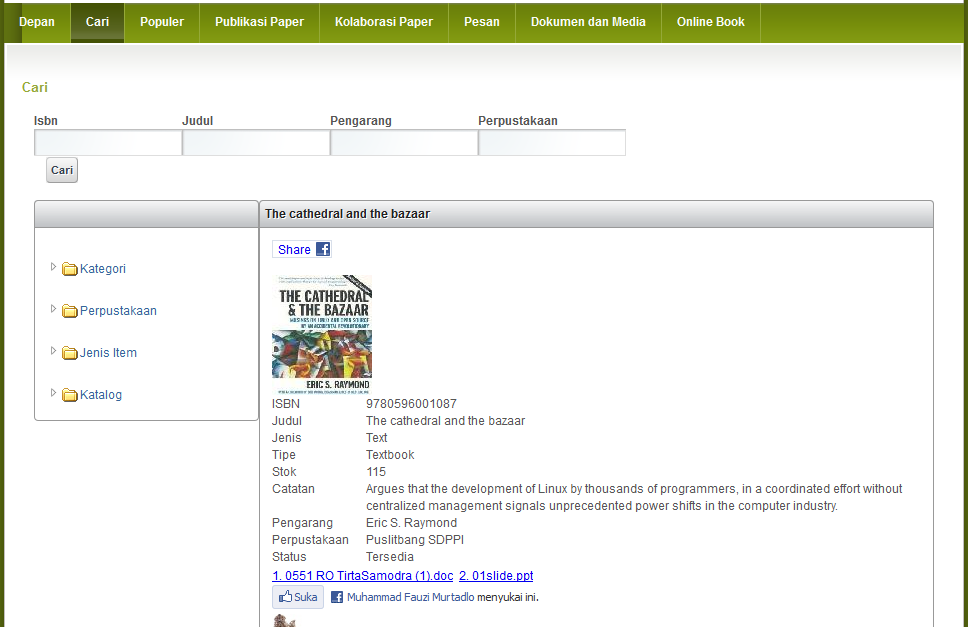 Depan Cari Populer Publikasi Paper Kolaborasi Paper Pesan Dokumen dan Media Online Book
Cari
Isbn Judul Pengarang Perpustakaan
Cari
The cathedral and the bazaar
Share
Kategori
Perpustakaan
Jenis Item
Katalog
THE CATHEDRAL
& THE BAZAAR
MUSINGS ON LINUX AND OPEN SOURCE
BY AN ACCIDENTAL REVOLUTIONARY
ERIC S. RAYMOND
ISBN 9780596001087
Judul The cathedral and the bazaar
Jenis Text
Tipe Textbook
Stok 115
Catatan Argues that the development of Linux by thousands of programmers, in a coordinated effort without
centralized management signals unprecedented power shifts in the computer industry.
Pengarang Eric S. Raymond
Perpustakaan Puslitbang SDPPI
Status Tersedia
1. 0551 RO TirtaSamodra (1).doc 2. 01slide.ppt
Suka Muhammad Fauzi Murtadlo menyukai ini.